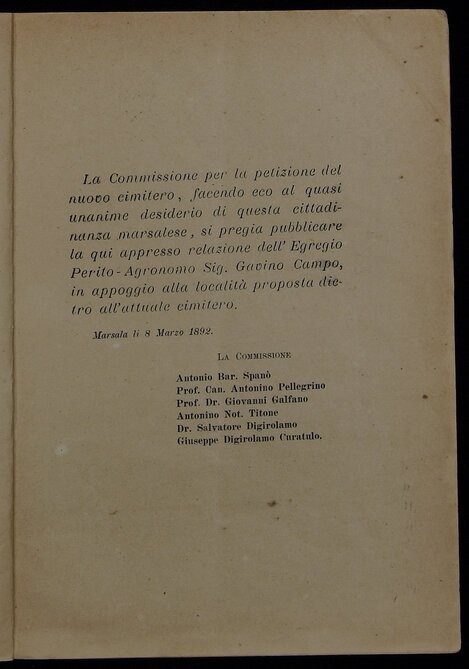 La Commissione per la petizione del
nuovo cimitero, facendo eco al quasi
unanime desiderio di questa cittadi-
nanza marsalese, si pregia pubblicare
la qui appresso relazione dell' Egregio
Perito-Agronomo Sig. Gavino Campo,
in appoggio alla località proposta die-
tro all'attuale cimitero.
Marsala li 8 Marzo 1892.
La Commissione
Antonio Bar. Spanò
Prof. Can. Antonino Pellegrino
Prof. Dr. Giovanni Galfano
Antonino Not. Titone
Dr. Salvatore Digirolamo
Giuseppe Digirolamo Curatulo.